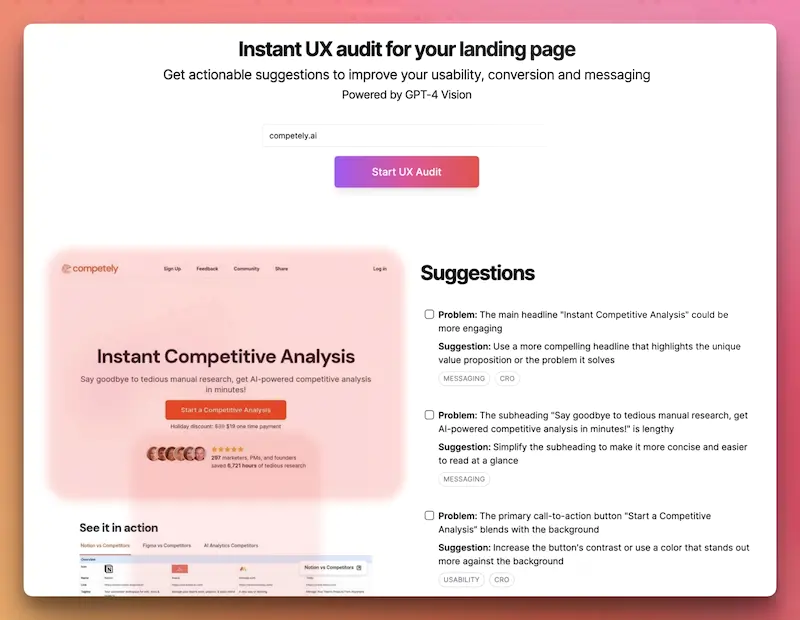 Instant UX audit for your landing page
Get actionable suggestions to improve your usability, conversion and messaging
Powered by GPT-4 Vision
competely.ai
Start UX Audit
competely
Sign Up Feedback Community Share Log in
Instant Competitive Analysis
Say goodbye to tedious manual research, get AI-powered competitive analysis
in minutes!
Start a Competitive Analysis
Holiday discount: $19 one time payment
297 marketers, PMs, and founders
saved 6,721 hours of tedious research
See it in action
Notion vs Competitors Figma vs Competitors AI Analytics Competitors
Notion vs Competitors
Suggestions
Problem: The main headline "Instant Competitive Analysis" could be
more engaging
Suggestion: Use a more compelling headline that highlights the unique
value proposition or the problem it solves
MESSAGING CRO
Problem: The subheading "Say goodbye to tedious manual research, get
AI-powered competitive analysis in minutes!" is lengthy
Suggestion: Simplify the subheading to make it more concise and easier
to read at a glance
MESSAGING
Problem: The primary call-to-action button "Start a Competitive
Analysis" blends with the background
Suggestion: Increase the button's contrast or use a color that stands out
more against the background
USABILITY CRO